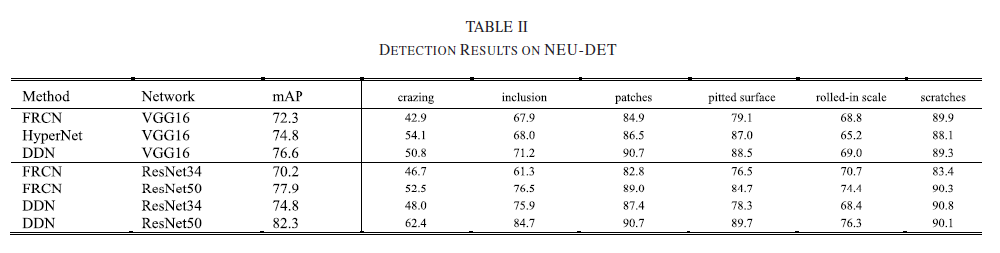 TABLE II
DETECTION RESULTS ON NEU-DET
Method Network mAP crazing inclusion patches pitted surface rolled-in scale scratches
FRCN VGG16 72.3 42.9 67.9 84.9 79.1 68.8 89.9
HyperNet VGG16 74.8 54.1 68.0 86.5 87.0 65.2 88.1
DDN VGG16 76.6 50.8 71.2 90.7 88.5 69.0 89.3
FRCN ResNet34 70.2 46.7 61.3 82.8 76.5 70.7 83.4
FRCN ResNet50 77.9 52.5 76.5 89.0 84.7 74.4 90.3
DDN ResNet34 74.8 48.0 75.9 87.4 78.3 68.4 90.8
DDN ResNet50 82.3 62.4 84.7 90.7 89.7 76.3 90.1